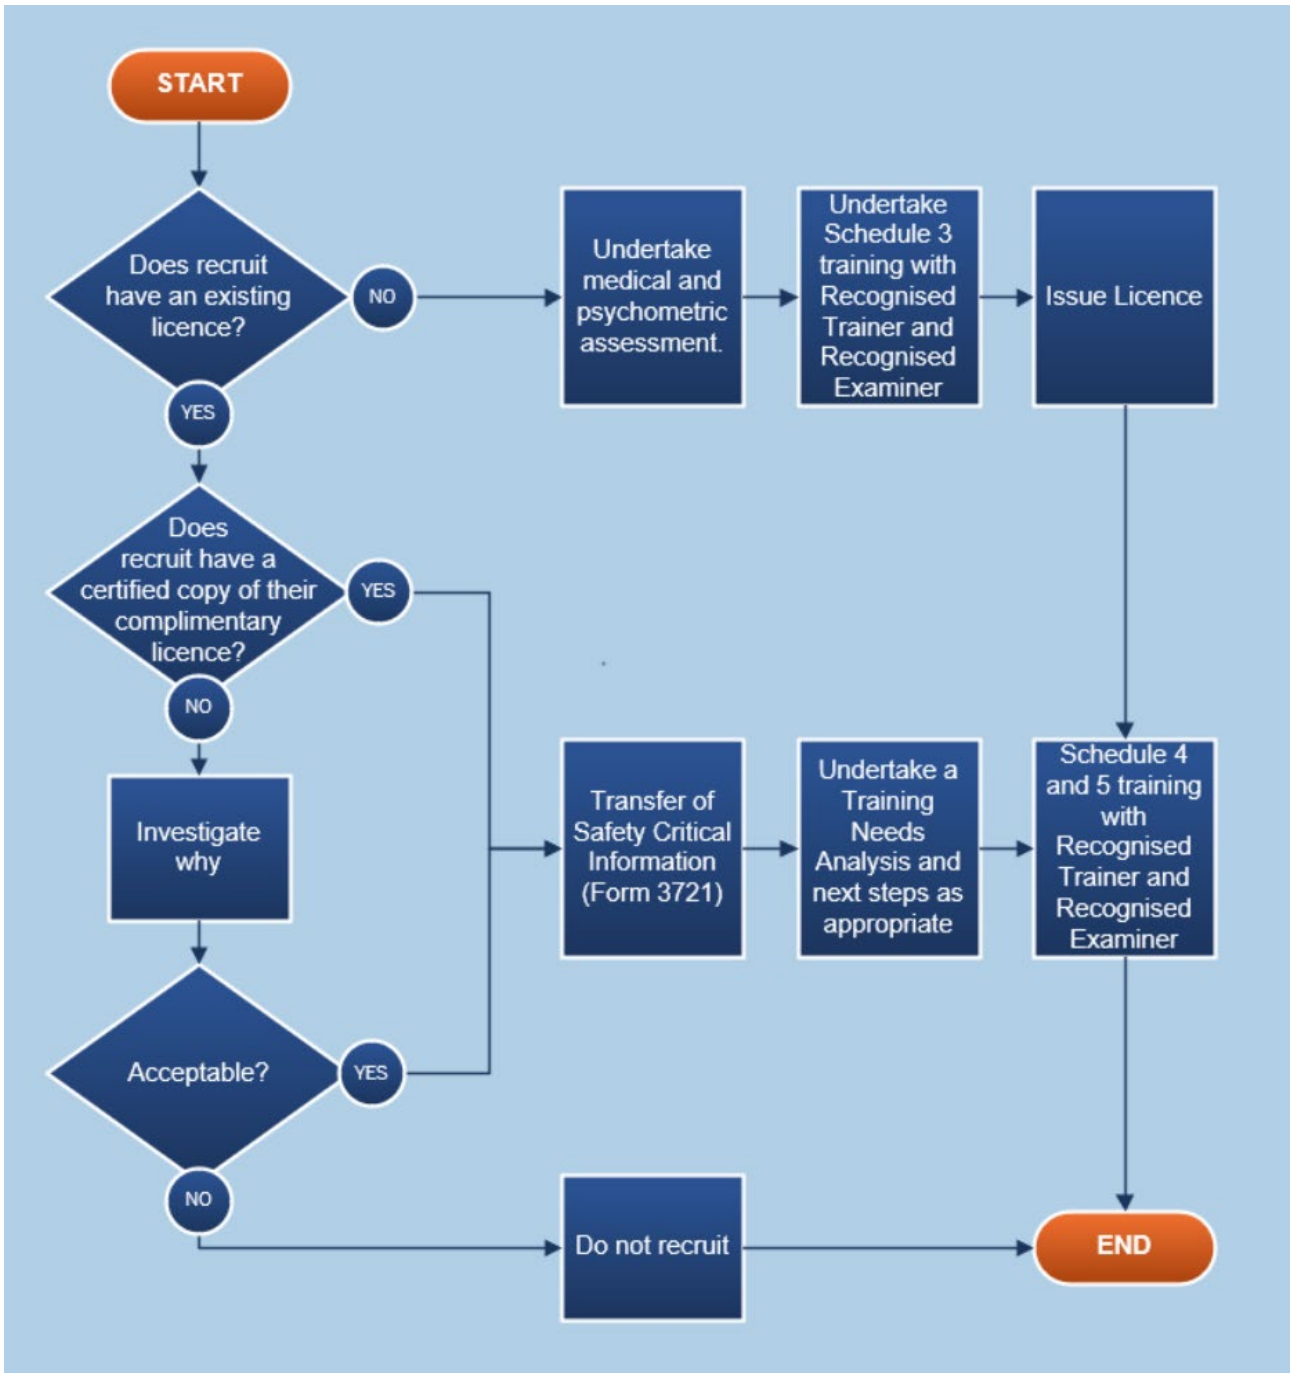 START
Does recruit
have an existing
licence?
NO
YES
Undertake
medical and
psychometric
assessment.
Undertake
Schedule 3
training with
Recognised
Trainer and
Recognised
Examiner
Issue Licence
Does
recruit have a
certified copy of their
complimentary
licence?
YES
NO
Investigate
why
Transfer of
Safety Critical
Information
(Form 3721)
Undertake a
Training
Needs
Analysis and
next steps as
appropriate
Schedule 4
and 5 training
with
Recognised
Trainer and
Recognised
Examiner
Acceptable?
YES
NO
Do not recruit
END